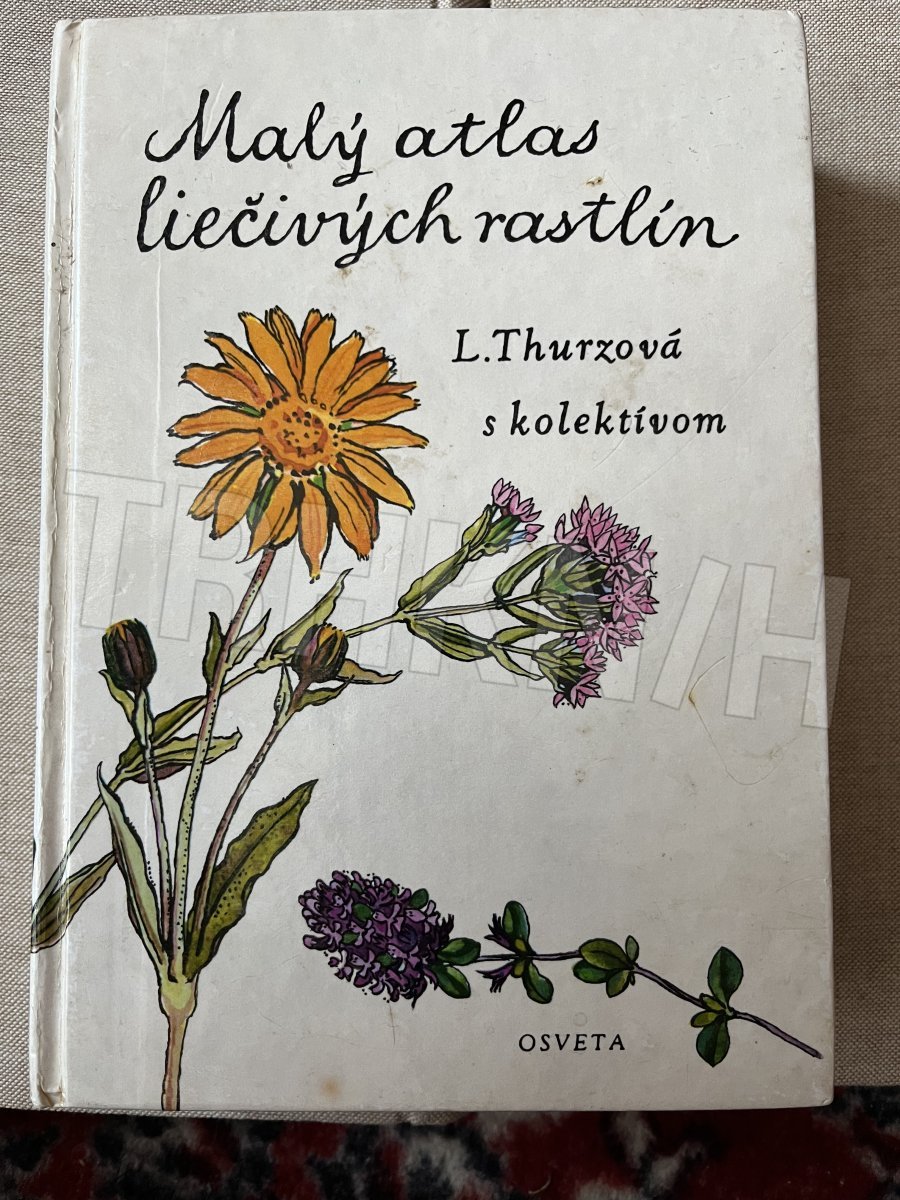 Malý atlas
liečivých rastlín
L. Thurzová
s kolektívom
OSVETA